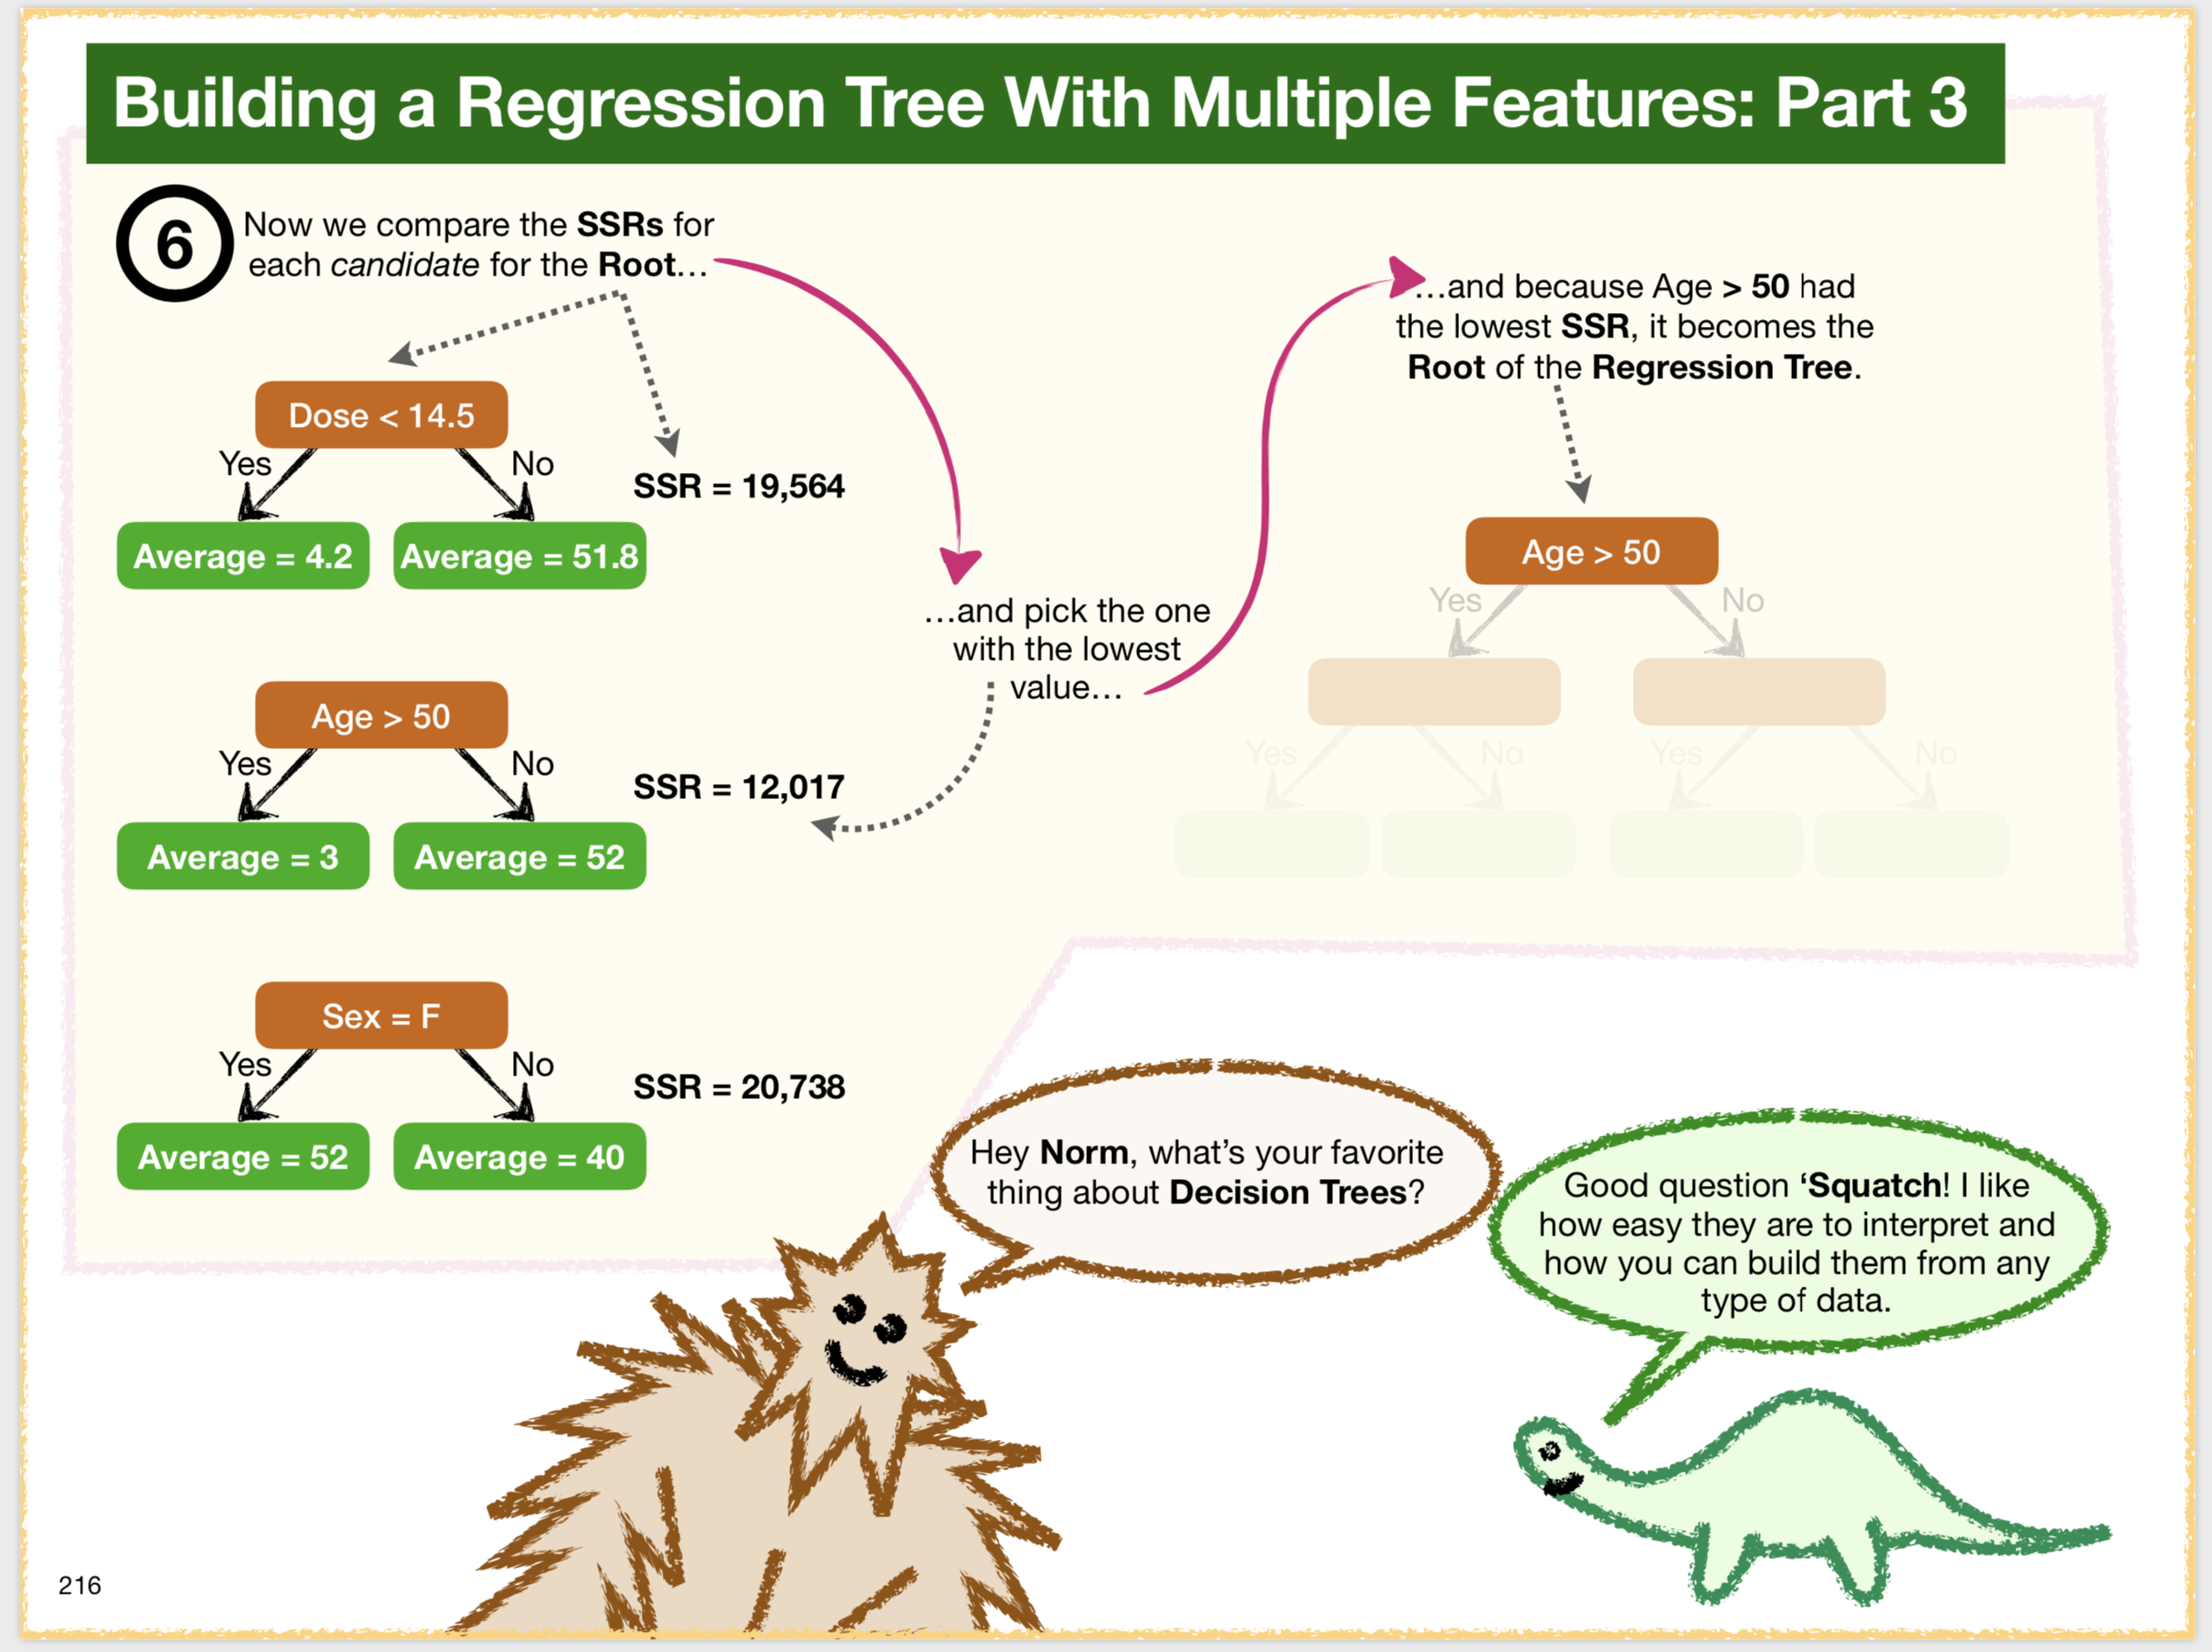 Building a Regression Tree With Multiple Features: Part 3
6
Now we compare the SSRs for
each candidate for the Root…
Dose < 14.5
Yes
No
Average = 4.2
Average = 51.8
SSR = 19,564
Age > 50
Yes
No
Average = 3
Average = 52
SSR = 12,017
Sex = F
Yes
No
Average = 52
Average = 40
SSR = 20,738
…and pick the one
with the lowest
value…
…and because Age > 50 had
the lowest SSR, it becomes the
Root of the Regression Tree.
Age > 50
Yes
No
Yes
No
Yes
No
Hey Norm, what’s your favorite
thing about Decision Trees?
Good question ‘Squatch! I like
how easy they are to interpret and
how you can build them from any
type of data.
216